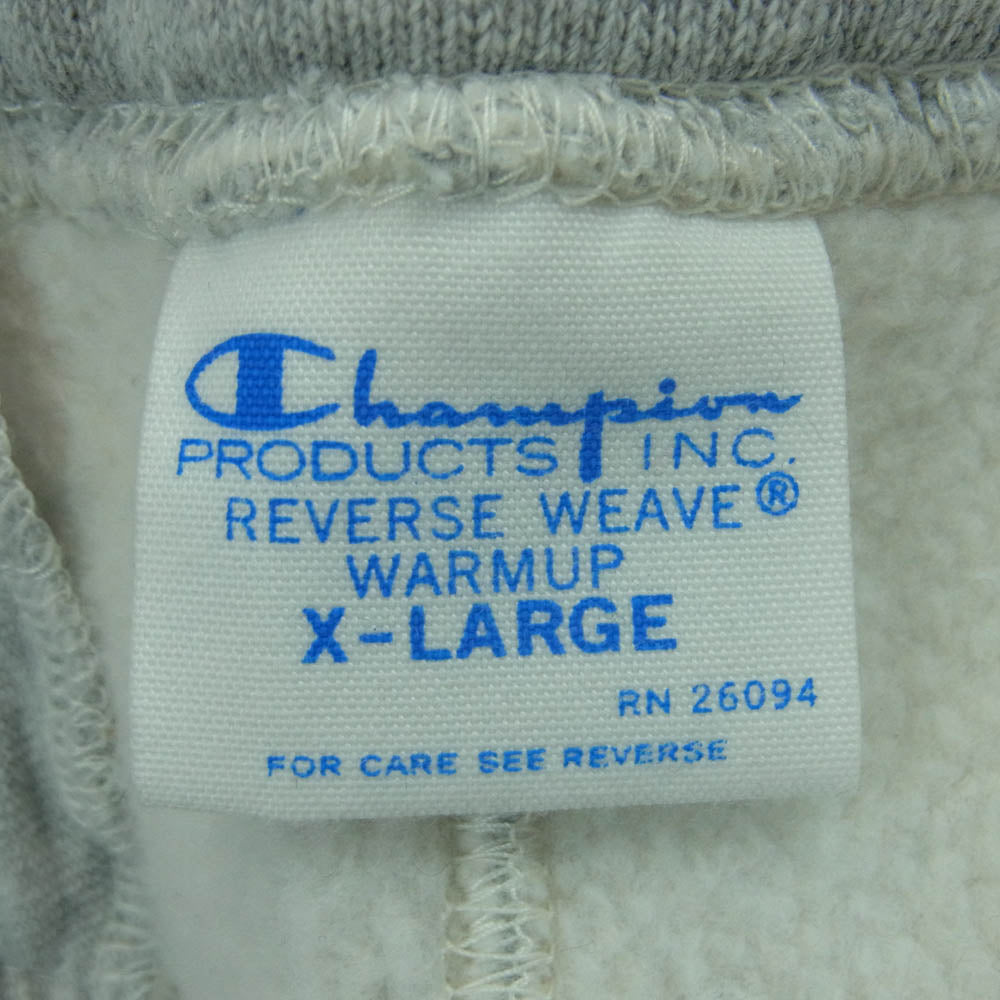 Champion
PRODUCTS INC.
REVERSE WEAVE®
WARMUP
X-LARGE
RN 26094
FOR CARE SEE REVERSE